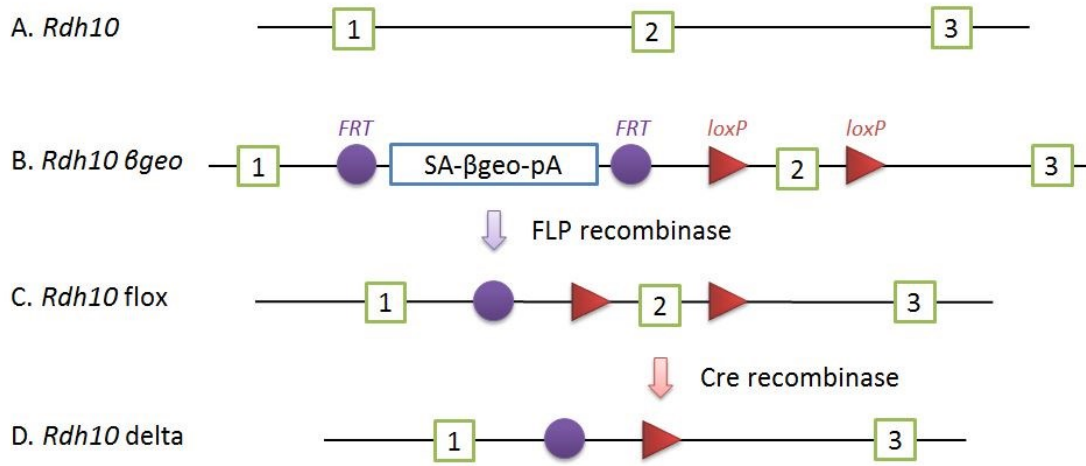 A. Rdh10
1
2
3
FRT
FRT
loxP
loxP
B. Rdh10 βgeo
1
SA-βgeo-pA
2
3
FLP recombinase
C. Rdh10 flox
1
2
3
Cre recombinase
D. Rdh10 delta
1
3